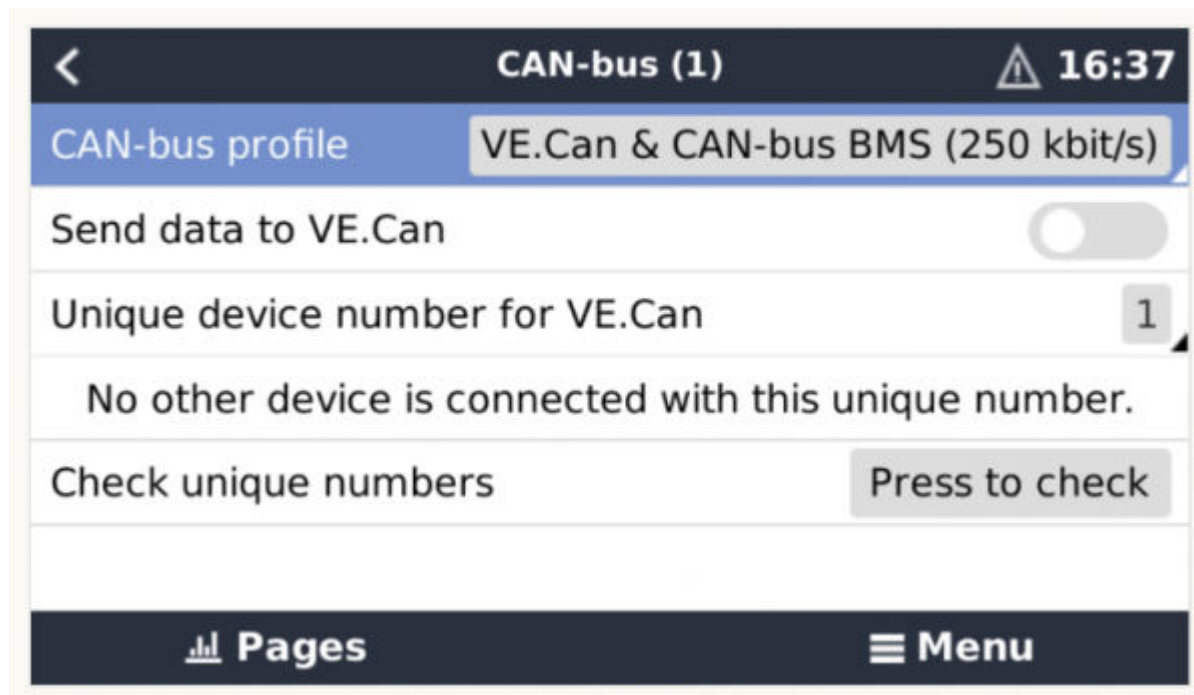 CAN-bus (1) 16:37
CAN-bus profile VE.Can & CAN-bus BMS (250 kbit/s)
Send data to VE.Can
Unique device number for VE.Can 1
No other device is connected with this unique number.
Check unique numbers Press to check
Pages Menu